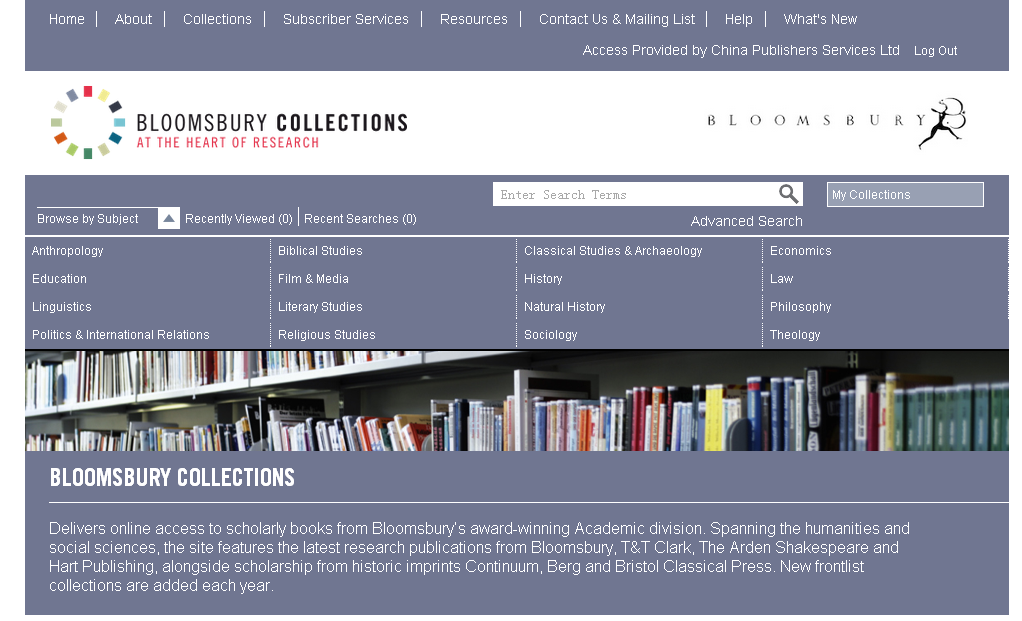 Home About Collections Subscriber Services Resources Contact Us & Mailing List Help What's New
Access Provided by China Publishers Services Ltd Log Out
BLOOMSBURY COLLECTIONS
AT THE HEART OF RESEARCH
BLOOMSBURY
Enter Search Terms
My Collections
Browse by Subject Recently Viewed (0) Recent Searches (0)
Advanced Search
Anthropology Biblical Studies Classical Studies & Archaeology Economics
Education Film & Media History Law
Linguistics Literary Studies Natural History Philosophy
Politics & International Relations Religious Studies Sociology Theology
BLOOMSBURY COLLECTIONS
Delivers online access to scholarly books from Bloomsbury's award-winning Academic division. Spanning the humanities and
social sciences, the site features the latest research publications from Bloomsbury, T&T Clark, The Arden Shakespeare and
Hart Publishing, alongside scholarship from historic imprints Continuum, Berg and Bristol Classical Press. New frontlist
collections are added each year.